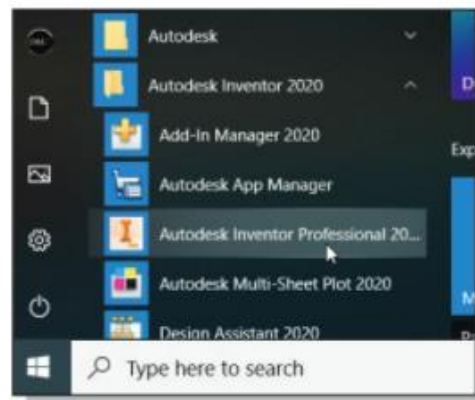 Autodesk
Autodesk Inventor 2020
Add-In Manager 2020
Autodesk App Manager
Autodesk Inventor Professional 20...
Autodesk Multi-Sheet Plot 2020
Design Assistant 2020
Type here to search
D
Exp
M